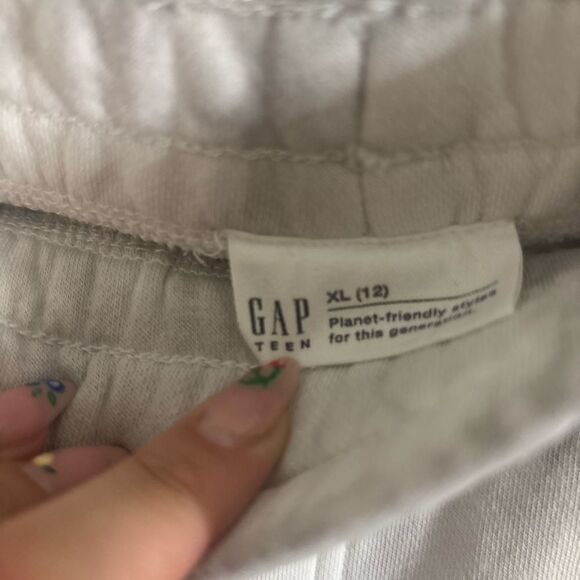 GAP
TEEN
XL (12)
Planet-friendly styles
for this generation.